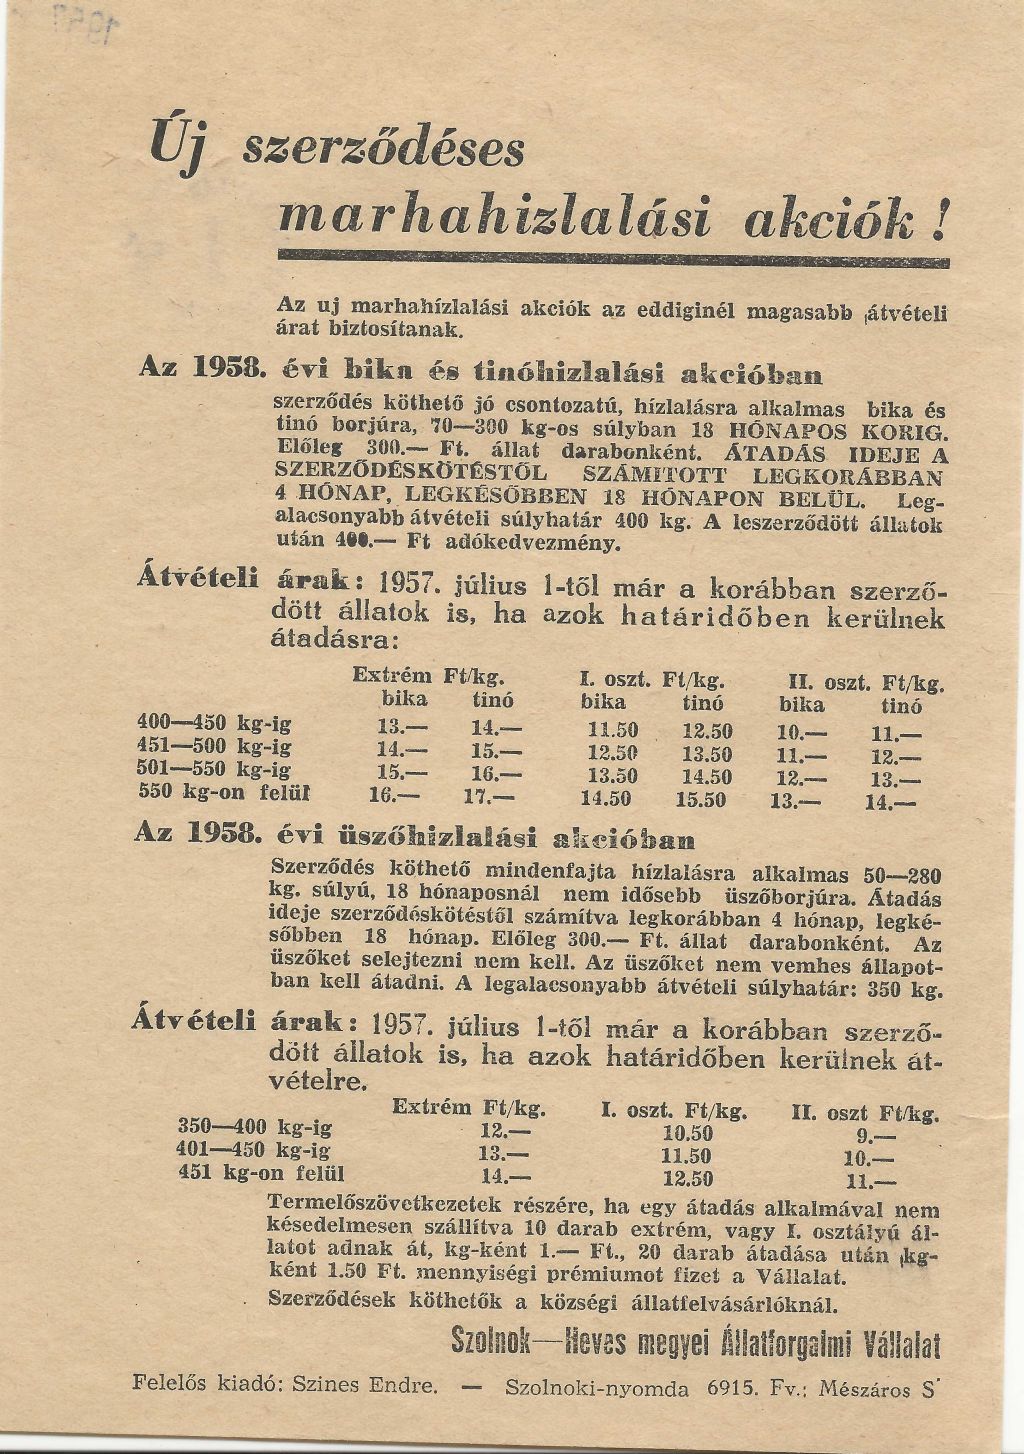 Új szerződéses
marhahizlalási akciók !
Az uj marhahízlalási akciók az eddiginél magasabb átvételi
árat biztosítanak.
Az 1958. évi bika és tinóhizlalási akcióban
szerződés köthető jó csontozatú, hízlalásra alkalmas bika és
tinó borjúra, 70—300 kg-os súlyban 18 HÓNAPOS KORIG.
Előleg 300.— Ft. állat darabonként. ÁTADÁS IDEJE A
SZERZŐDÉSKÖTÉSTŐL SZÁMITOTT LEGKORÁBBAN
4 HÓNAP, LEGKÉSŐBBEN 18 HÓNAPON BELÜL. Leg-
alacsonyabb átvételi súlyhatár 400 kg. A leszerződött állatok
után 400.— Ft adókedvezmény.
Átvételi árak: 1957. július 1-től már a korábban szerző-
dött állatok is, ha azok határidőben kerülnek
átadásra:
Extrém Ft/kg. I. oszt. Ft/kg. II. oszt. Ft/kg.
bika tinó bika tinó bika tinó
400—450 kg-ig 13.— 14.— 11.50 12.50 10.— 11.—
451—500 kg-ig 14.— 15.— 12.50 13.50 11.— 12.—
501—550 kg-ig 15.— 16.— 13.50 14.50 12.— 13.—
550 kg-on felül 16.— 17.— 14.50 15.50 13.— 14.—
Az 1958. évi üszőhizlalási akcióban
Szerződés köthető mindenfajta hízlalásra alkalmas 50—280
kg. súlyú, 18 hónaposnál nem idősebb üszőborjúra. Átadás
ideje szerződéskötéstől számítva legkorábban 4 hónap, legké-
sőbben 18 hónap. Előleg 300.— Ft. állat darabonként. Az
üszőket selejtezni nem kell. Az üszőket nem vemhes állapot-
ban kell átadni. A legalacsonyabb átvételi súlyhatár: 350 kg.
Átvételi árak: 1957. július 1-től már a korábban szerző-
dött állatok is, ha azok határidőben kerülnek át-
vételre.
Extrém Ft/kg. I. oszt. Ft/kg. II. oszt Ft/kg.
350—400 kg-ig 12.— 10.50 9.—
401—450 kg-ig 13.— 11.50 10.—
451 kg-on felül 14.— 12.50 11.—
Termelőszövetkezetek részére, ha egy átadás alkalmával nem
késedelmesen szállítva 10 darab extrém, vagy I. osztályú ál-
latot adnak át, kg-ként 1.— Ft., 20 darab átadása után kg-
ként 1.50 Ft. mennyiségi prémiumot fizet a Vállalat.
Szerződések köthetők a községi állatfelvásárlóknál.
Szolnok—Heves megyei Állatforgalmi Vállalat
Felelős kiadó: Szines Endre. — Szolnoki-nyomda 6915. Fv.: Mészáros S